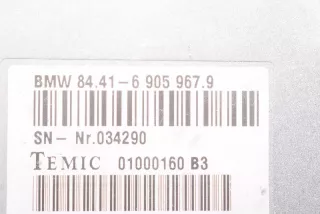 BMW 84.41-6 905 967.9
SN- Nr.034290
TEMIC 01000160 B3